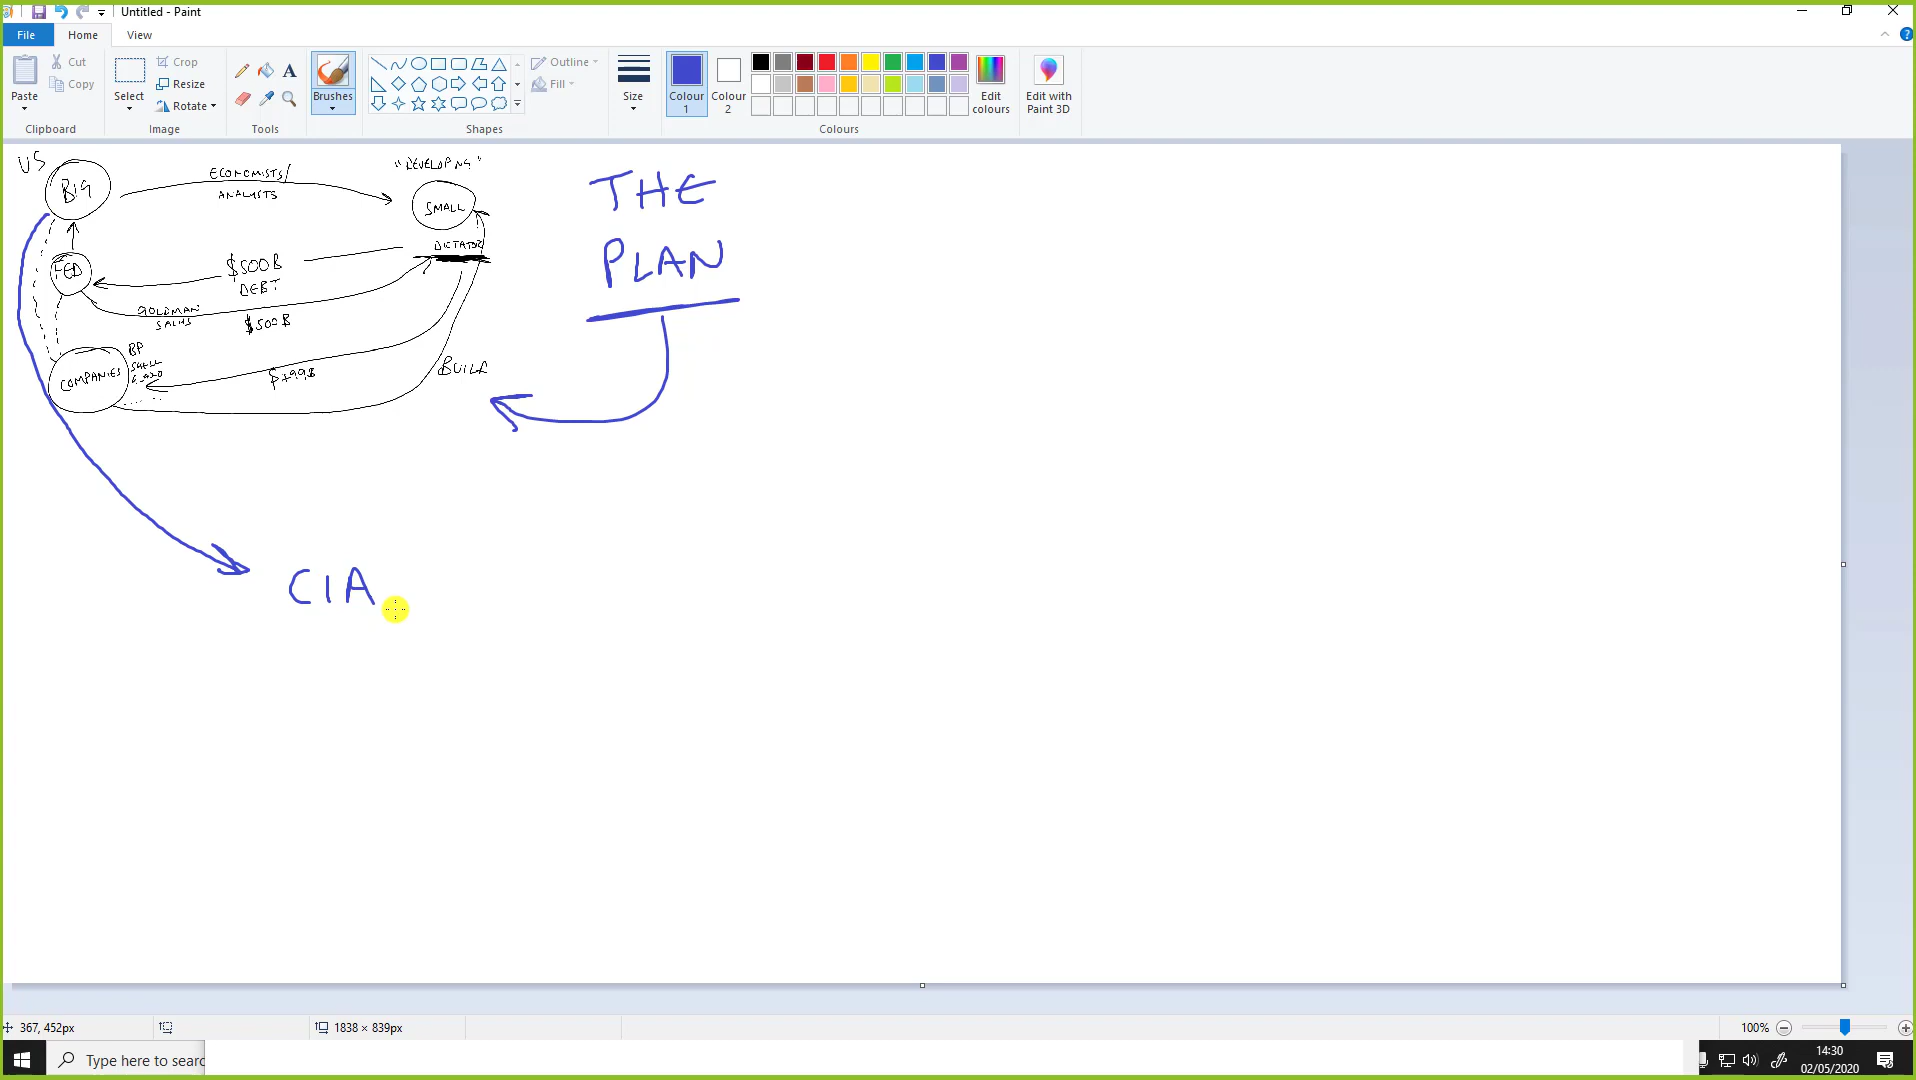 Untitled - Paint
File Home View
Paste
Cut
Copy
Clipboard
Select
Crop
Resize
Rotate
Image
A
Tools
Brushes
Shapes
Outline
Fill
Size
Colour 1
Colour 2
Edit colours
Edit with Paint 3D
Colours
US
BIG
ECONOMISTS/
ANALYSTS
"DEVELOPING"
SMALL
DICTATOR
FED
$500B
DEBT
GOLDMAN
SACHS
$500B
COMPANIES
BP
SHELL
BUILD
THE
PLAN
CIA
367, 452px
1838 × 839px
100%
Type here to searc
14:30
02/05/2020